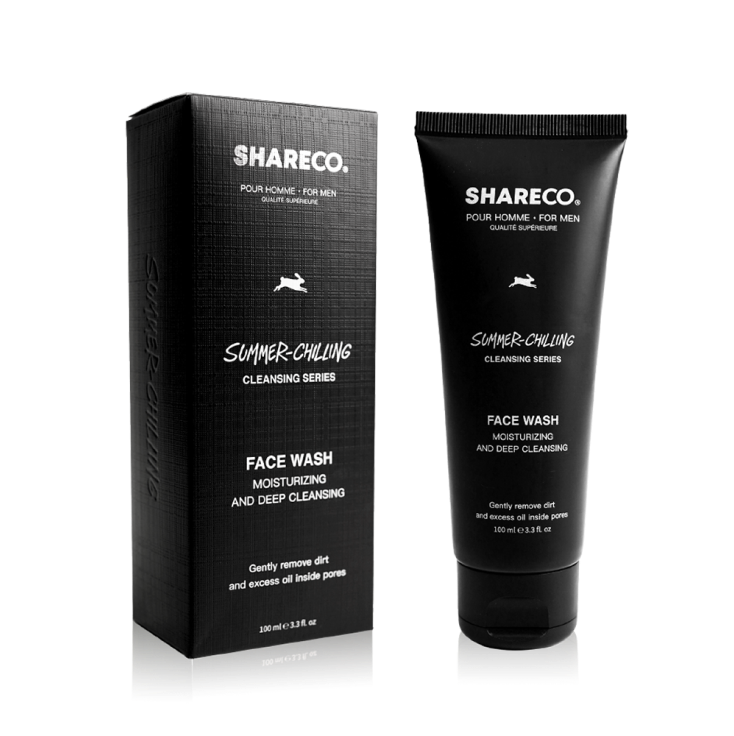 SHARECO.
POUR HOMME · FOR MEN
QUALITÉ SUPÉRIEURE
SUMMER-CHILLING
CLEANSING SERIES
FACE WASH
MOISTURIZING
AND DEEP CLEANSING
Gently remove dirt
and excess oil inside pores
100 ml ℮ 3.3 fl. oz
SUMMER-CHILLING
SHARECO®
POUR HOMME · FOR MEN
QUALITÉ SUPÉRIEURE
SUMMER-CHILLING
CLEANSING SERIES
FACE WASH
MOISTURIZING
AND DEEP CLEANSING
Gently remove dirt
and excess oil inside pores
100 ml ℮ 3.3 fl. oz